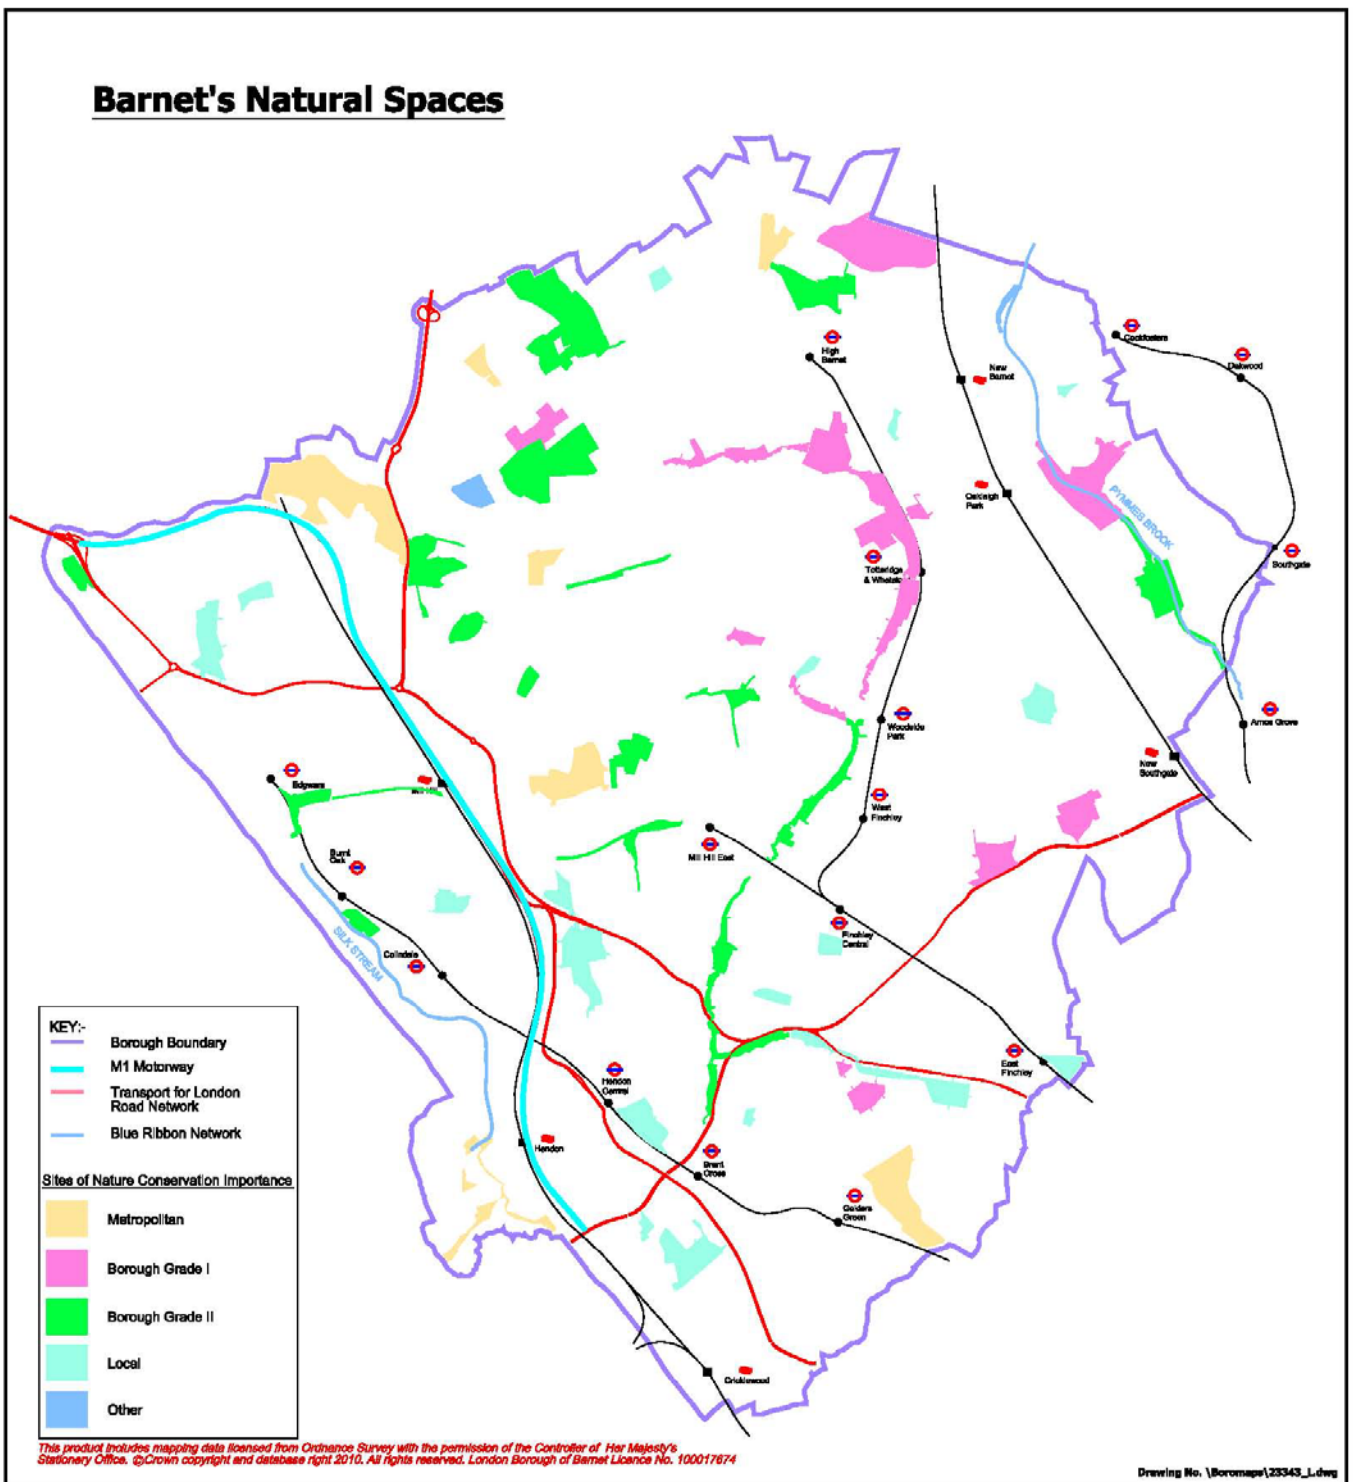 Barnet's Natural Spaces
High
Barnet
Cockfosters
Oakwood
New
Barnet
Oakleigh
Park
PYMMES BROOK
Totteridge
& Whetstone
Southgate
Woodside
Park
Arnos Grove
New
Southgate
Edgware
Mill Hill
West
Finchley
Burnt
Oak
Mill Hill East
Finchley
Central
SILK STREAM
Colindale
KEY:-
Borough Boundary
M1 Motorway
Transport for London
Road Network
Blue Ribbon Network
Sites of Nature Conservation Importance
Metropolitan
Borough Grade I
Borough Grade II
Local
Other
East
Finchley
Hendon
Central
Hendon
Brent
Cross
Golders
Green
Cricklewood
This product includes mapping data licensed from Ordnance Survey with the permission of the Controller of Her Majesty's
Stationery Office. ©Crown copyright and database right 2010. All rights reserved. London Borough of Barnet Licence No. 100017674
Drawing No. \Boromaps\23343_L.dwg